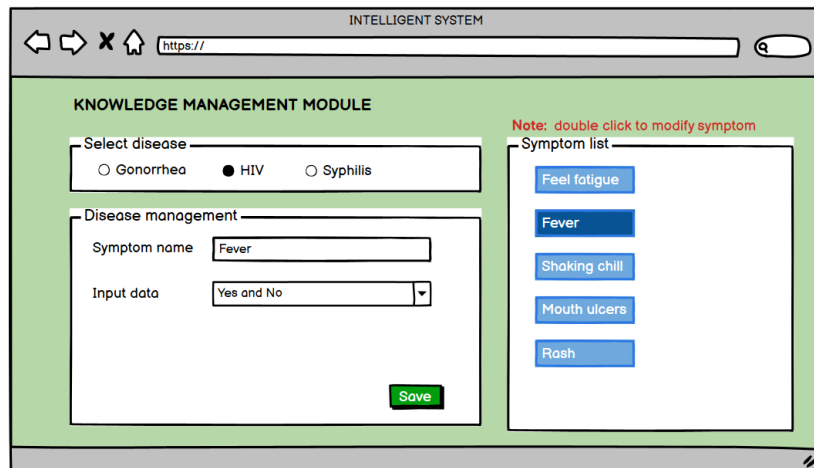 INTELLIGENT SYSTEM
https://
KNOWLEDGE MANAGEMENT MODULE
Note: double click to modify symptom
Select disease
Gonorrhea HIV Syphilis
Disease management
Symptom name Fever
Input data Yes and No
Save
Symptom list
Feel fatigue
Fever
Shaking chill
Mouth ulcers
Rash